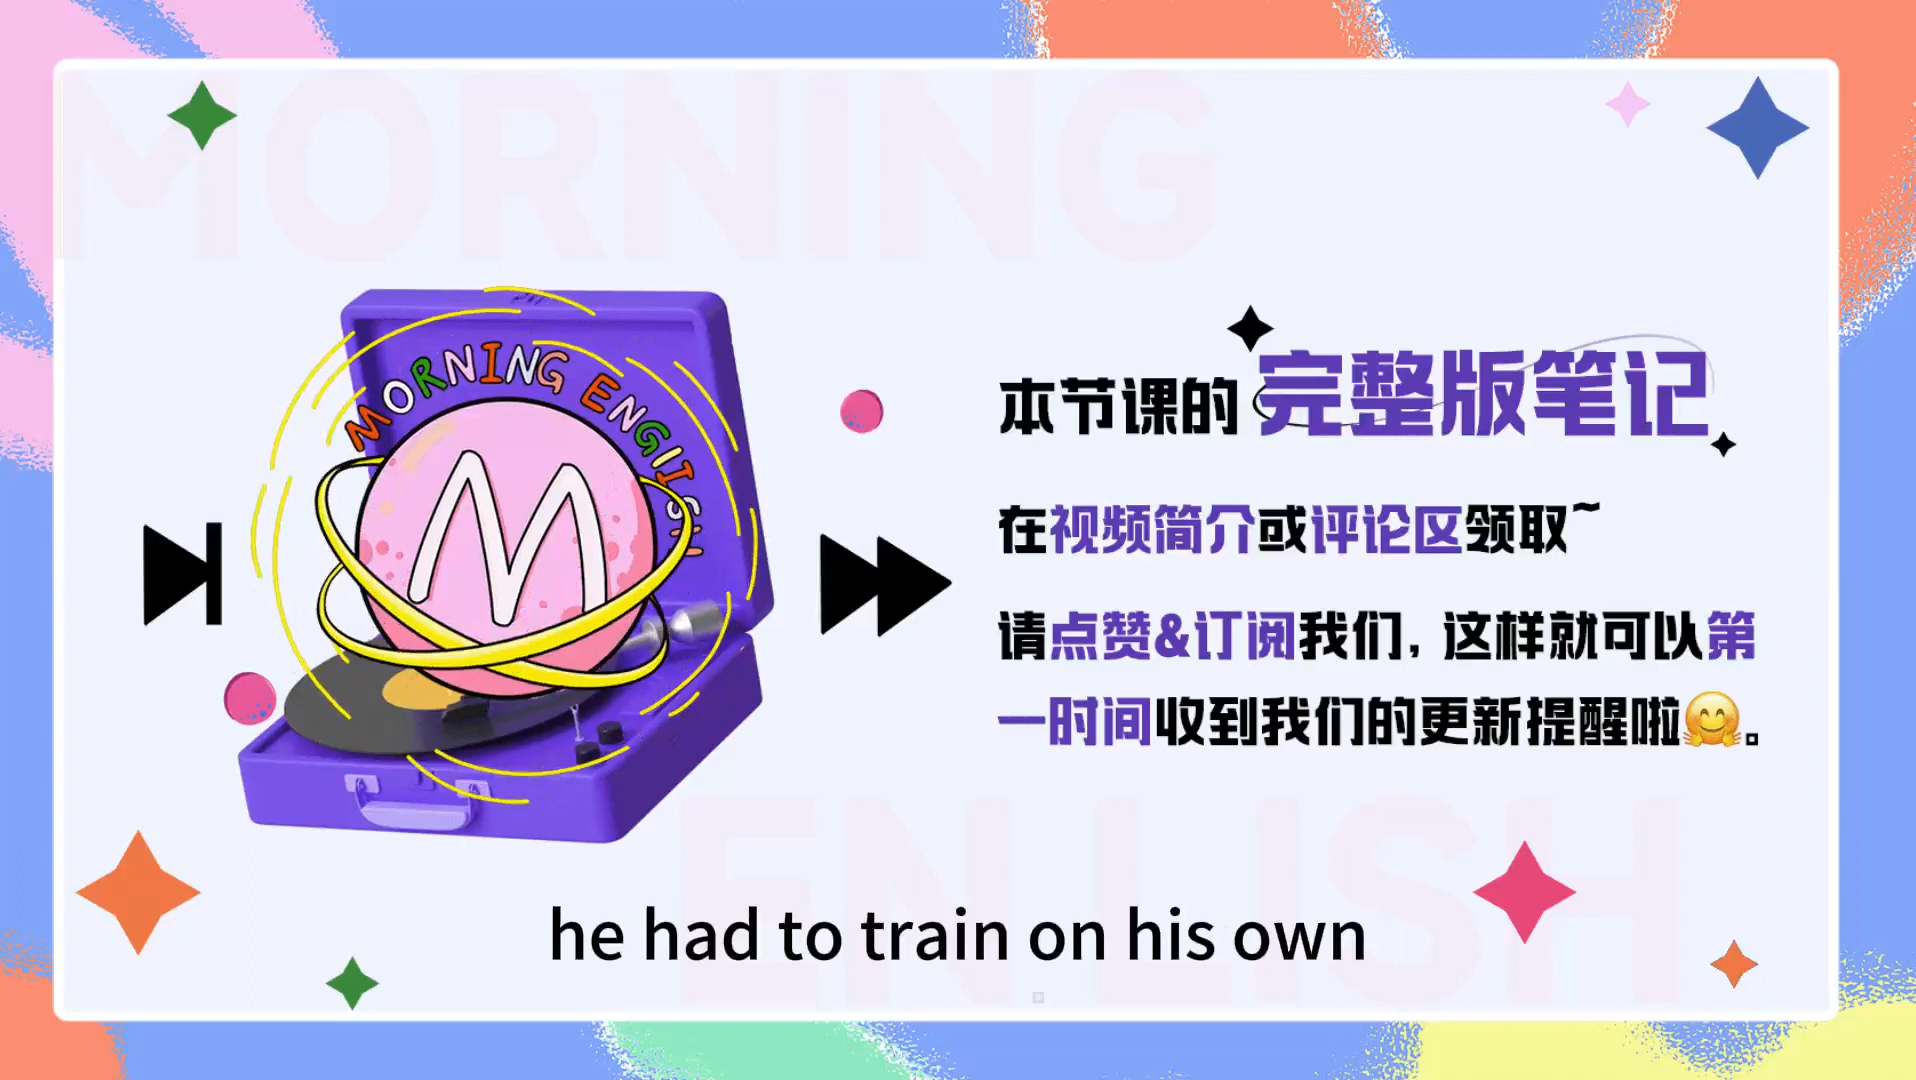 MORNING
MORNING ENGLISH
M
本节课的 完整版笔记
在视频简介或评论区领取~
请点赞&订阅我们，这样就可以第
一时间收到我们的更新提醒啦🤗。
EN LISH
he had to train on his own